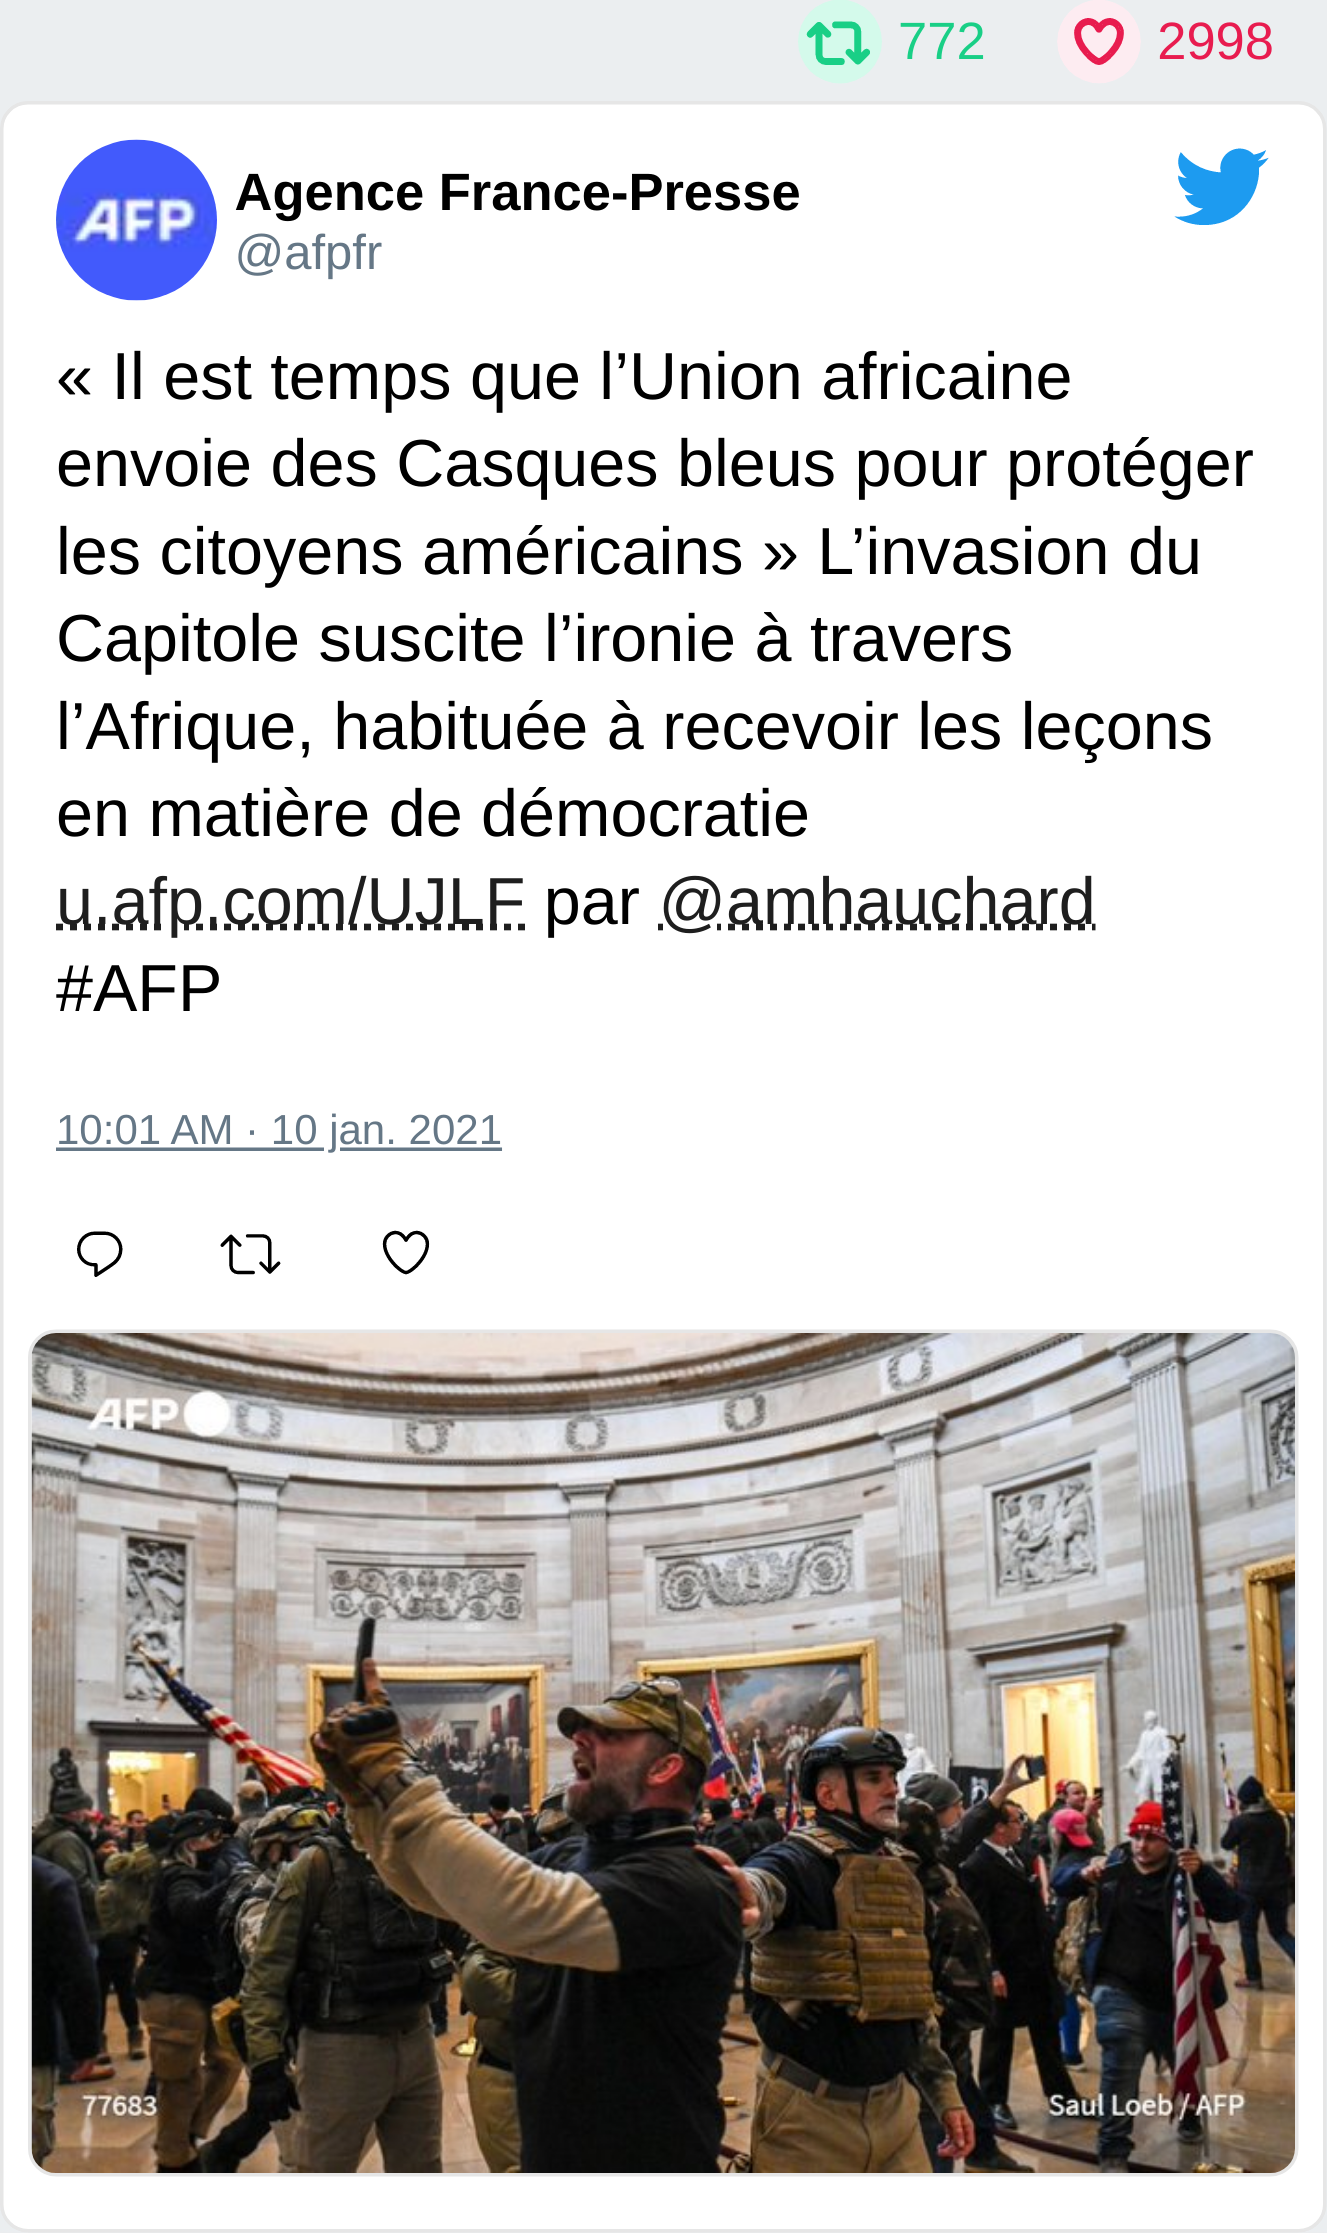 772 2998
AFP
Agence France-Presse
@afpfr
« Il est temps que l’Union africaine
envoie des Casques bleus pour protéger
les citoyens américains » L’invasion du
Capitole suscite l’ironie à travers
l’Afrique, habituée à recevoir les leçons
en matière de démocratie
u.afp.com/UJLF par @amhauchard
#AFP
10:01 AM · 10 jan. 2021
AFP
77683
Saul Loeb / AFP